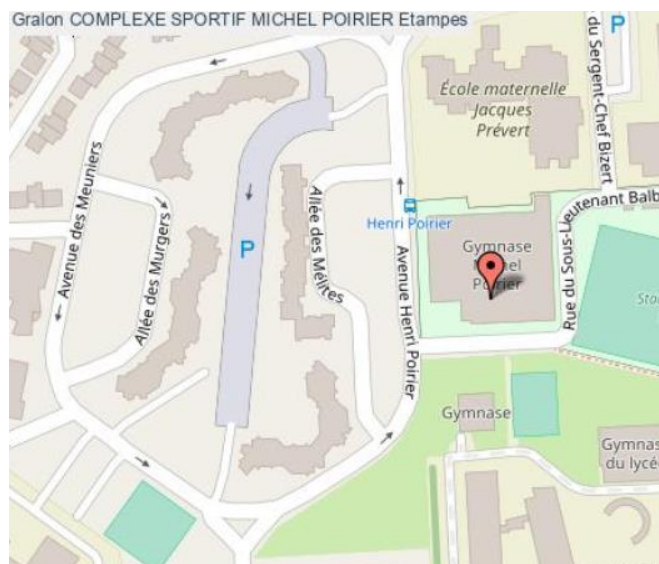 Gralon COMPLEXE SPORTIF MICHEL POIRIER Etampes
P
P
du Sergent-Chef Bizert
École maternelle
Jacques
Prévert
Avenue des Meuniers
Allée des Murgers
P
Allée des Mélites
Henri Poirier
Avenue Henri Poirier
Gymnase
Michel
Poirier
Rue du Sous-Lieutenant Balb
Sta
Gymnase
Gymnas
du lycé